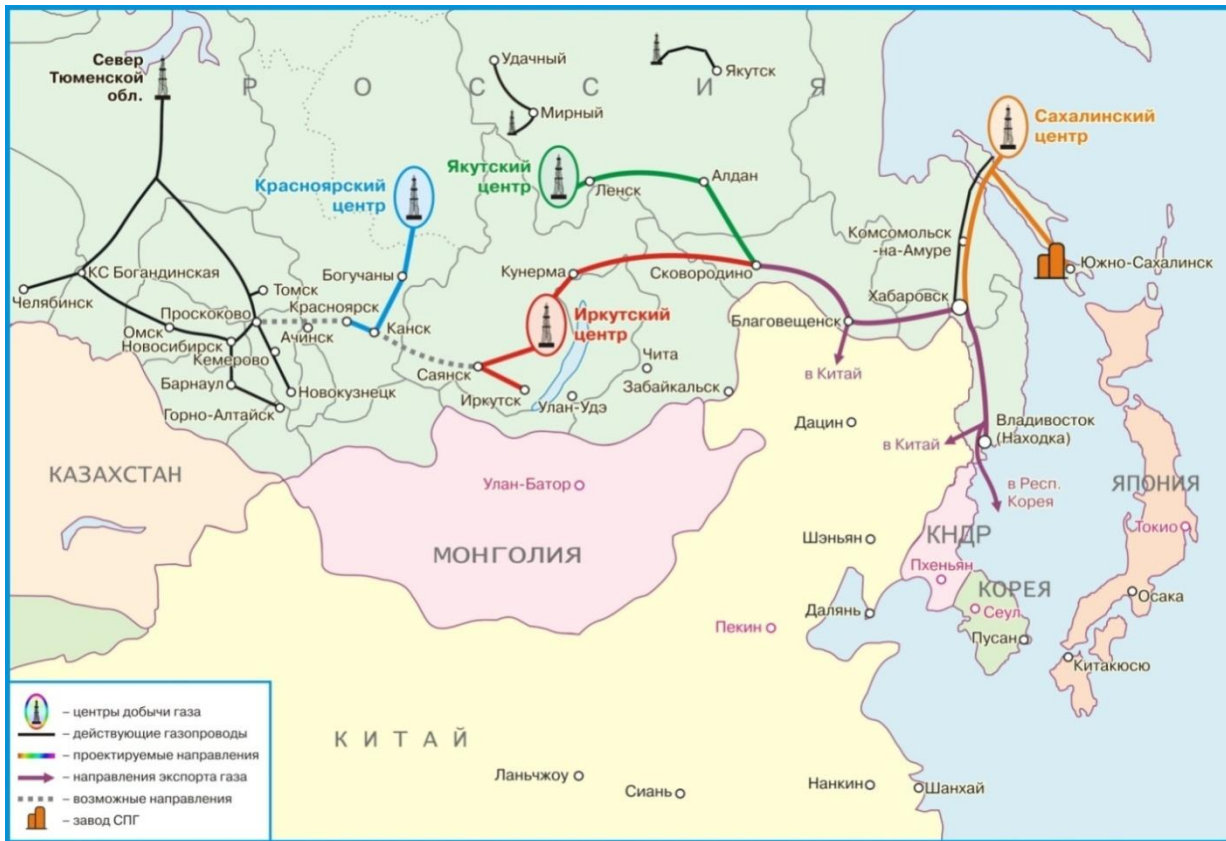 Север
Тюменской
обл.
РОССИЯ
Удачный
Мирный
Якутск
Сахалинский
центр
Красноярский
центр
Якутский
центр
Ленск
Алдан
Комсомольск
-на-Амуре
Южно-Сахалинск
КС Богандинская
Челябинск
Богучаны
Кунерма
Сковородино
Хабаровск
Томск
Красноярск
Проскоково
Омск
Новосибирск
Ачинск
Канск
Иркутский
центр
Благовещенск
Кемерово
Барнаул
Новокузнецк
Горно-Алтайск
Саянск
Иркутск
Улан-Удэ
Чита
Забайкальск
в Китай
Дацин
в Китай
Владивосток
(Находка)
в Респ.
Корея
КАЗАХСТАН
Улан-Батор
МОНГОЛИЯ
ЯПОНИЯ
Токио
Шэньян
КНДР
Пхеньян
КОРЕЯ
Сеул
Пусан
Осака
Китакюсю
Далянь
Пекин
КИТАЙ
Ланьчжоу
Сиань
Нанкин
Шанхай
– центры добычи газа
– действующие газопроводы
– проектируемые направления
– направления экспорта газа
– возможные направления
– завод СПГ